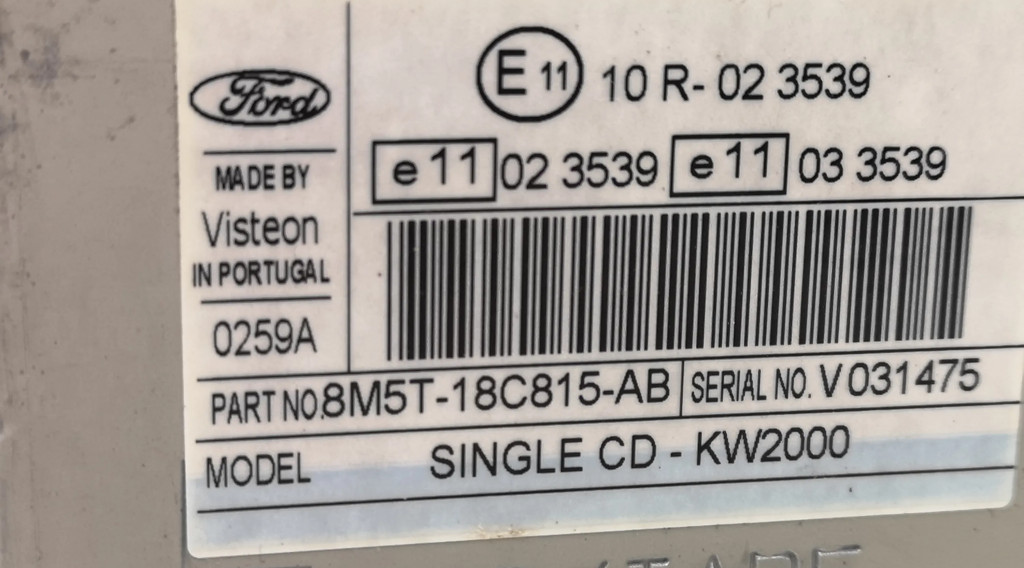 Ford
MADE BY
Visteon
IN PORTUGAL
0259A
E 11 10 R- 02 3539
e 11 02 3539 e 11 03 3539
PART NO.8M5T-18C815-AB SERIAL NO. V 031475
MODEL SINGLE CD - KW2000